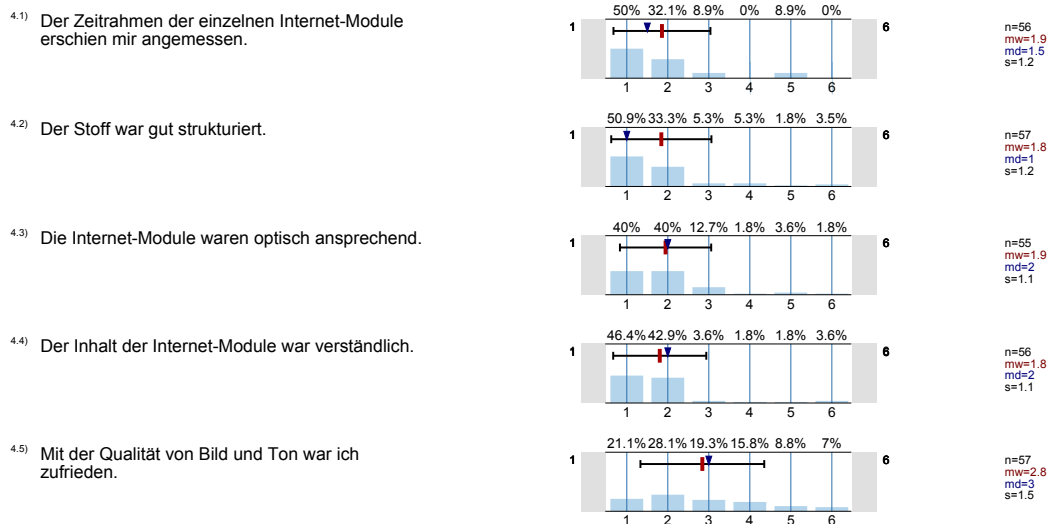 4.1) Der Zeitrahmen der einzelnen Internet-Module
erschien mir angemessen.
50% 32.1% 8.9% 0% 8.9% 0%
1 6
1 2 3 4 5 6
n=56
mw=1.9
md=1.5
s=1.2
4.2) Der Stoff war gut strukturiert.
50.9% 33.3% 5.3% 5.3% 1.8% 3.5%
1 6
1 2 3 4 5 6
n=57
mw=1.8
md=1
s=1.2
4.3) Die Internet-Module waren optisch ansprechend.
40% 40% 12.7% 1.8% 3.6% 1.8%
1 6
1 2 3 4 5 6
n=55
mw=1.9
md=2
s=1.1
4.4) Der Inhalt der Internet-Module war verständlich.
46.4% 42.9% 3.6% 1.8% 1.8% 3.6%
1 6
1 2 3 4 5 6
n=56
mw=1.8
md=2
s=1.1
4.5) Mit der Qualität von Bild und Ton war ich
zufrieden.
21.1% 28.1% 19.3% 15.8% 8.8% 7%
1 6
1 2 3 4 5 6
n=57
mw=2.8
md=3
s=1.5